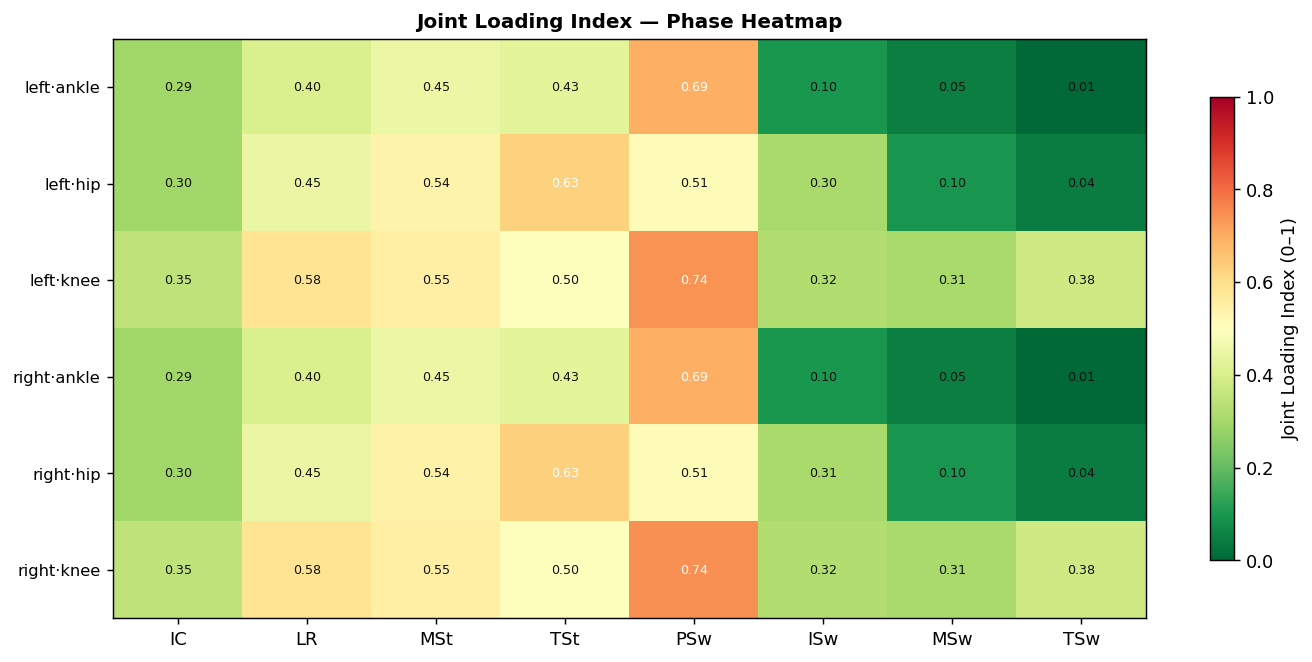 Joint Loading Index — Phase Heatmap
left·ankle 0.29 0.40 0.45 0.43 0.69 0.10 0.05 0.01
left·hip 0.30 0.45 0.54 0.63 0.51 0.30 0.10 0.04
left·knee 0.35 0.58 0.55 0.50 0.74 0.32 0.31 0.38
right·ankle 0.29 0.40 0.45 0.43 0.69 0.10 0.05 0.01
right·hip 0.30 0.45 0.54 0.63 0.51 0.31 0.10 0.04
right·knee 0.35 0.58 0.55 0.50 0.74 0.32 0.31 0.38
IC LR MSt TSt PSw ISw MSw TSw
1.0
0.8
0.6
0.4
0.2
0.0
Joint Loading Index (0–1)